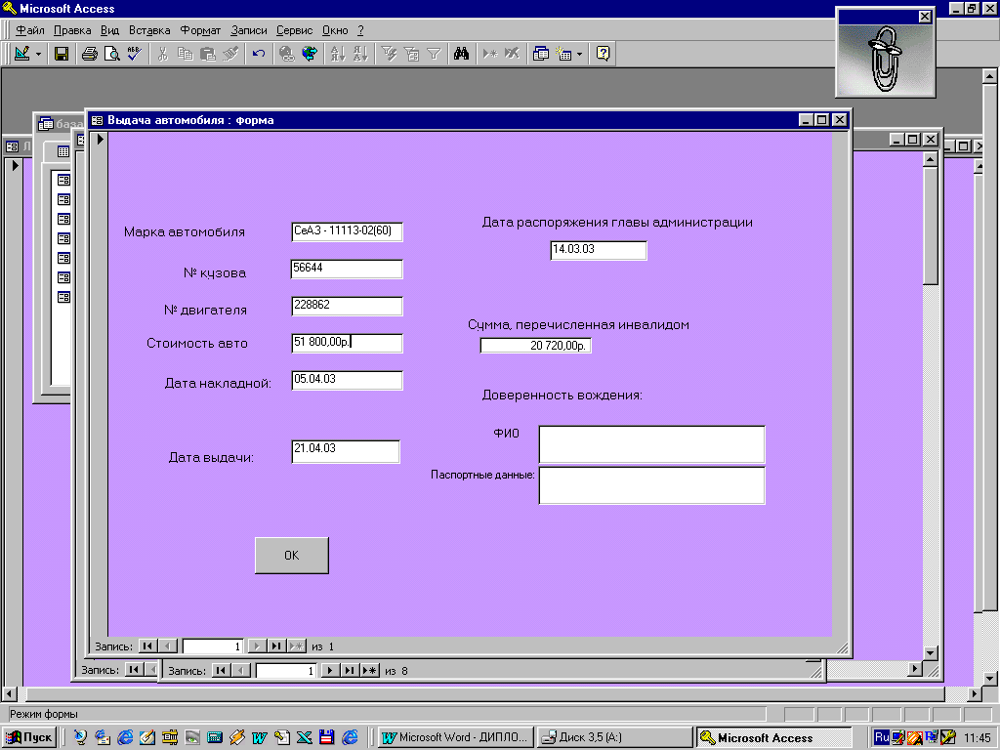 Microsoft Access
Файл Правка Вид Вставка Формат Записи Сервис Окно ?
база
Выдача автомобиля : форма
Марка автомобиля
СеАЗ - 11113-02(60)
Дата распоряжения главы администрации
14.03.03
№ кузова
56644
№ двигателя
228862
Сумма, перечисленная инвалидом
20 720,00р.
Стоимость авто
51 800,00р.
Дата накладной:
05.04.03
Доверенность вождения:
ФИО
Дата выдачи:
21.04.03
Паспортные данные:
OK
Запись: 1 из 1
Запись:
Запись: 1 из 8
Режим формы
Пуск
Microsoft Word - ДИПЛО...
Диск 3,5 (A:)
Microsoft Access
Ru
11:45